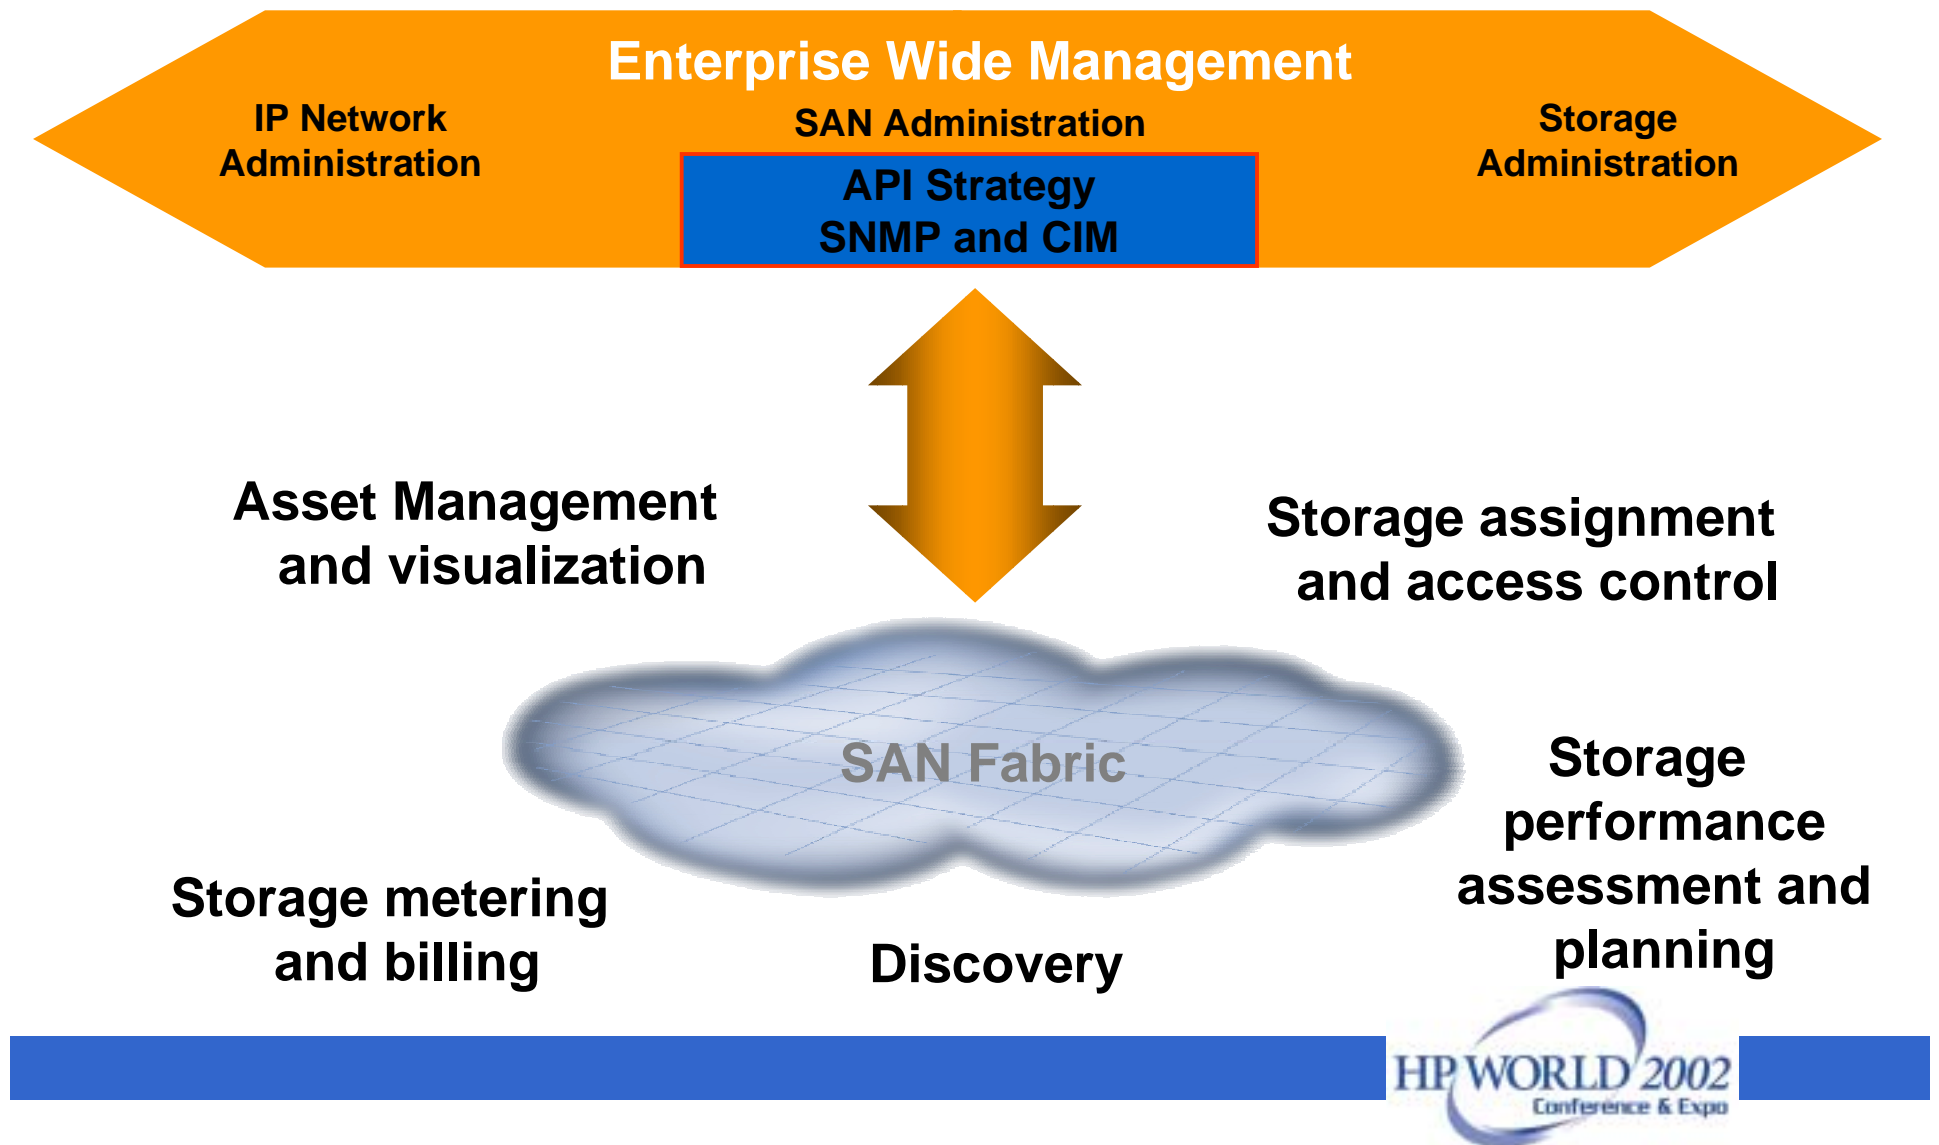 Enterprise Wide Management
IP Network
Administration
SAN Administration
Storage
Administration
API Strategy
SNMP and CIM
Asset Management
and visualization
Storage assignment
and access control
SAN Fabric
Storage
performance
assessment and
planning
Storage metering
and billing
Discovery
HP WORLD 2002
Conference & Expo